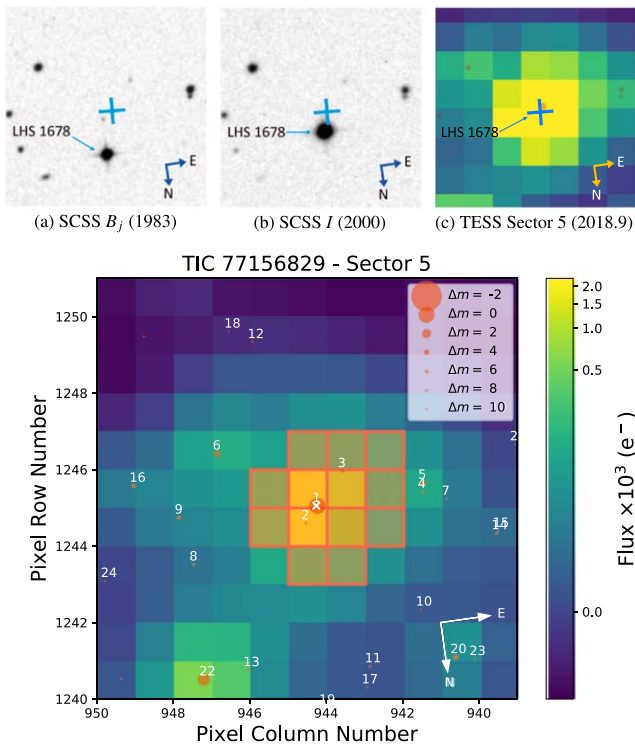 LHS 1678
E
N
LHS 1678
E
N
LHS 1678
E
N
(a) SCSS Bj (1983)
(b) SCSS I (2000)
(c) TESS Sector 5 (2018.9)
TIC 77156829 - Sector 5
Δm = -2
Δm = 0
Δm = 2
Δm = 4
Δm = 6
Δm = 8
Δm = 10
18
12
2
6
3
16
5
4
7
1
9
2
15
14
8
24
10
E
N
13
11
20
23
22
17
19
1250
1248
1246
1244
1242
1240
Pixel Row Number
950
948
946
944
942
940
Pixel Column Number
2.0
1.5
1.0
0.5
0.0
Flux ×10³ (e⁻)